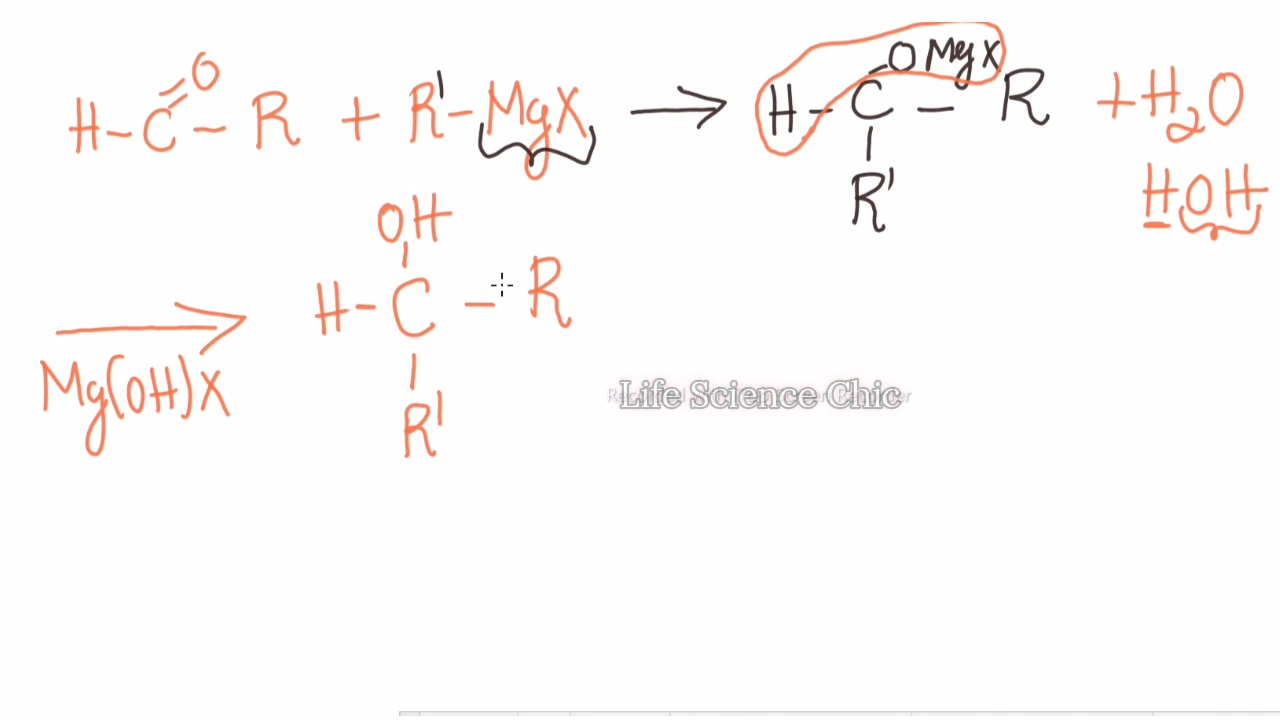 H-C(=O)-R + R'-MgX → H-C(OMgX)(R')-R + H2O
HOH
→ Mg(OH)X H-C(OH)(R')-R
Life Science Chic